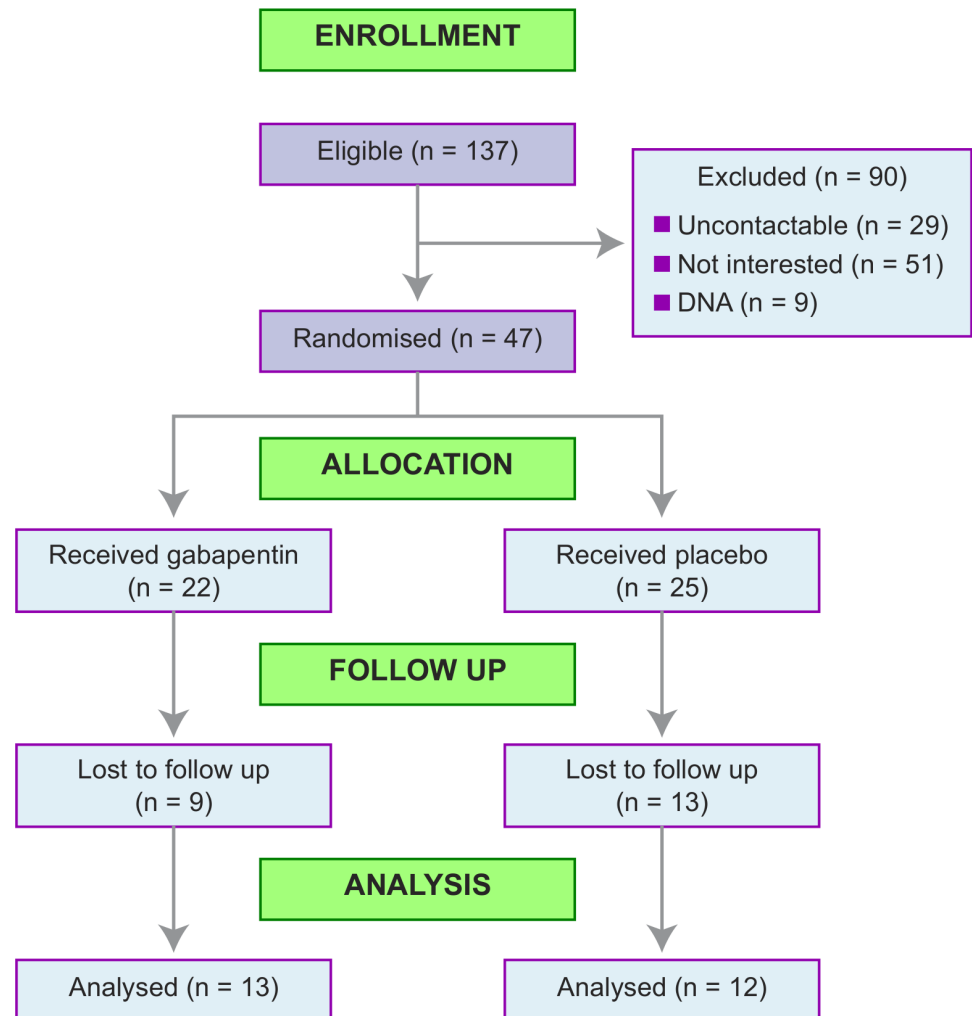 ENROLLMENT
Eligible (n = 137)
Excluded (n = 90)
Uncontactable (n = 29)
Not interested (n = 51)
DNA (n = 9)
Randomised (n = 47)
ALLOCATION
Received gabapentin
(n = 22)
Received placebo
(n = 25)
FOLLOW UP
Lost to follow up
(n = 9)
Lost to follow up
(n = 13)
ANALYSIS
Analysed (n = 13)
Analysed (n = 12)